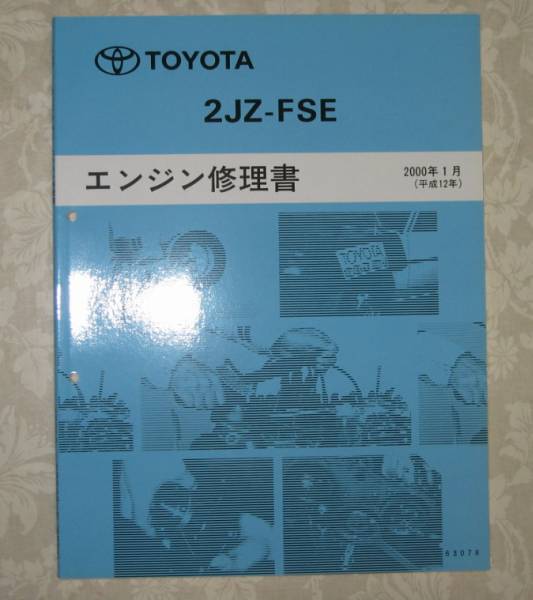 TOYOTA
2JZ-FSE
エンジン修理書
2000年1月
(平成12年)
TOYOTA
63078